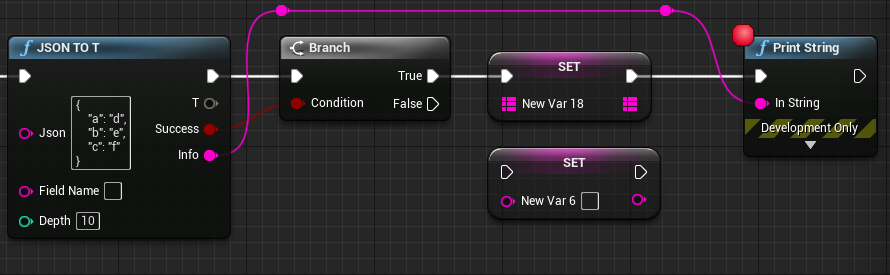 JSON TO T
T
Json
{
"a": "d",
"b": "e",
"c": "f"
}
Success
Info
Field Name
Depth 10
Branch
True
Condition
False
SET
New Var 18
SET
New Var 6
f Print String
In String
Development Only